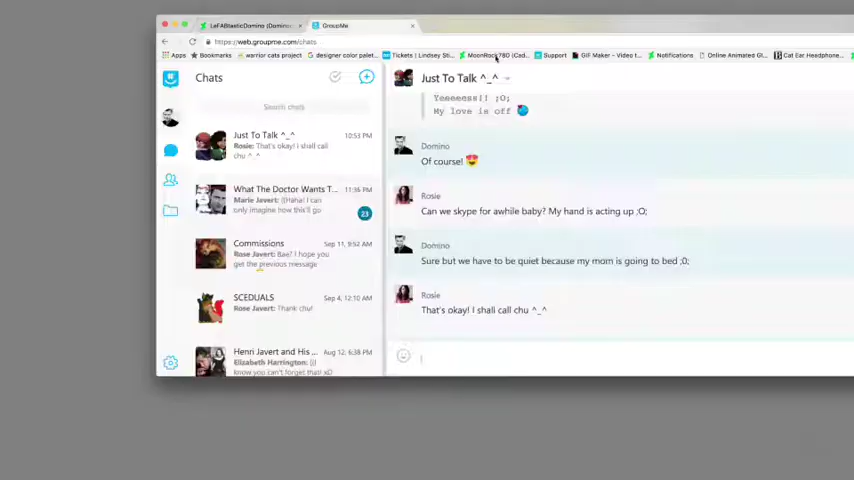 LeFABtasticDomino (Domino
GroupMe
https://web.groupme.com/chats
Apps
Bookmarks
warrior cats project
designer color palet...
Tickets | Lindsey Sti...
MoonRock780 (Cad...
Support
GIF Maker - Video t...
Notifications
Online Animated Gl...
Cat Ear Headphone...
Chats
Search chats
Just To Talk ^_^
10:53 PM
Rosie: That's okay! I shall call
chu ^_^
What The Doctor Wants T...
11:36 PM
Marie Javert: ((Haha! I can
only imagine how this'll go
23
Commissions
Sep 11, 9:52 AM
Rose Javert: Bae? I hope you
get the previous message
SCEDUALS
Sep 4, 12:10 AM
Rose Javert: Thank chu!
Henri Javert and His ...
Aug 12, 6:38 PM
Elizabeth Harrington: ((I
know you can't forget that! xD
Just To Talk ^_^
Yeeeeess!! ;O;
My love is off
Domino
Of course!
Rosie
Can we skype for awhile baby? My hand is acting up ;O;
Domino
Sure but we have to be quiet because my mom is going to bed ;0;
Rosie
That's okay! I shall call chu ^_^